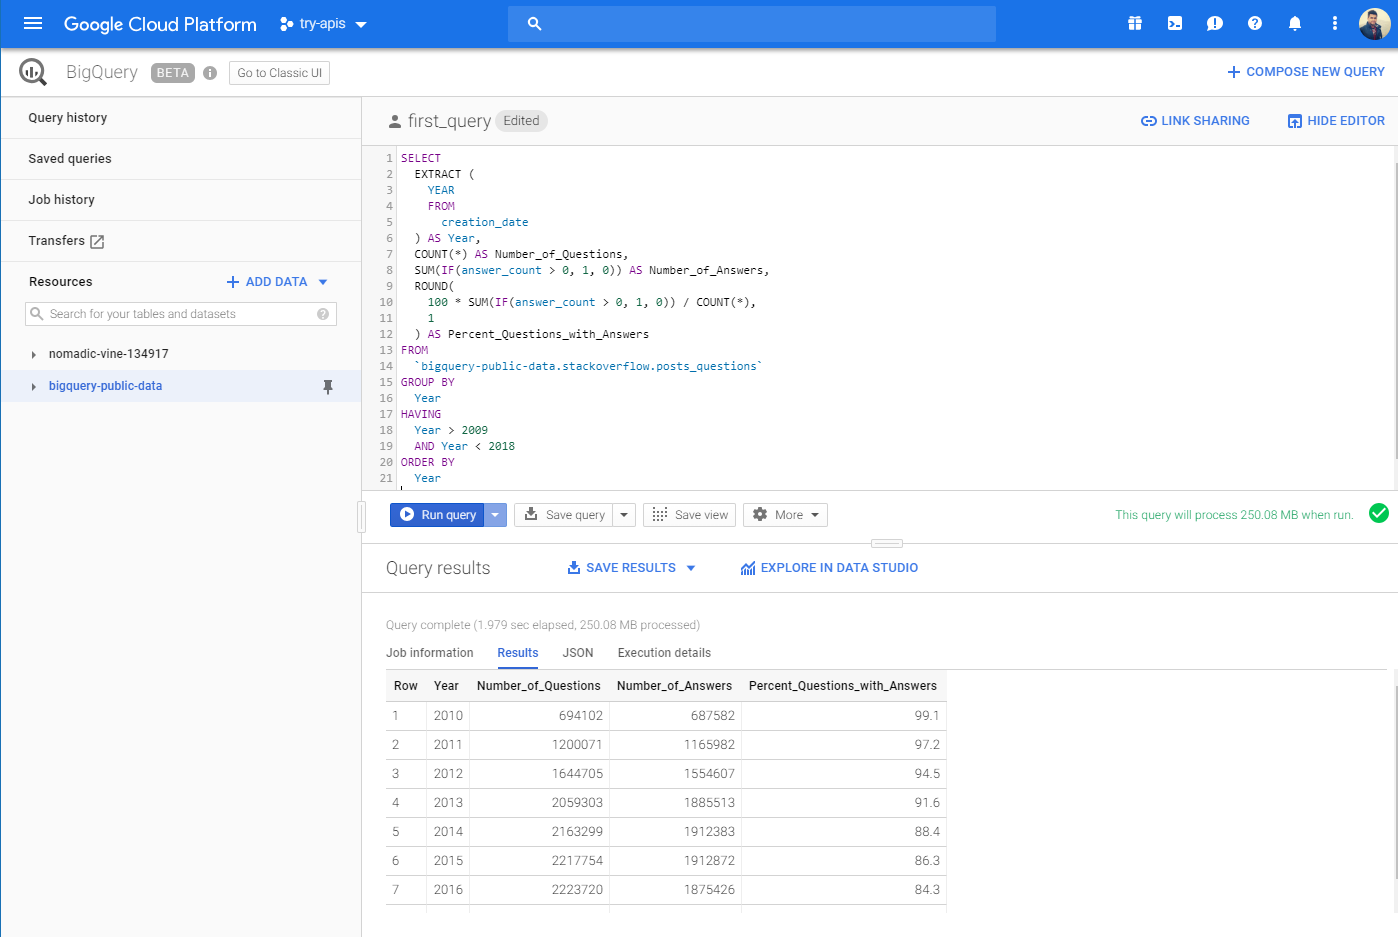 Google Cloud Platform
try-apis
BigQuery
BETA
Go to Classic UI
COMPOSE NEW QUERY
Query history
Saved queries
Job history
Transfers
Resources
ADD DATA
Search for your tables and datasets
nomadic-vine-134917
bigquery-public-data
first_query
Edited
LINK SHARING
HIDE EDITOR
1 SELECT
2 EXTRACT (
3 YEAR
4 FROM
5 creation_date
6 ) AS Year,
7 COUNT(*) AS Number_of_Questions,
8 SUM(IF(answer_count > 0, 1, 0)) AS Number_of_Answers,
9 ROUND(
10 100 * SUM(IF(answer_count > 0, 1, 0)) / COUNT(*),
11 1
12 ) AS Percent_Questions_with_Answers
13 FROM
14 `bigquery-public-data.stackoverflow.posts_questions`
15 GROUP BY
16 Year
17 HAVING
18 Year > 2009
19 AND Year < 2018
20 ORDER BY
21 Year
Run query
Save query
Save view
More
This query will process 250.08 MB when run.
Query results
SAVE RESULTS
EXPLORE IN DATA STUDIO
Query complete (1.979 sec elapsed, 250.08 MB processed)
Job information Results JSON Execution details
Row Year Number_of_Questions Number_of_Answers Percent_Questions_with_Answers
1 2010 694102 687582 99.1
2 2011 1200071 1165982 97.2
3 2012 1644705 1554607 94.5
4 2013 2059303 1885513 91.6
5 2014 2163299 1912383 88.4
6 2015 2217754 1912872 86.3
7 2016 2223720 1875426 84.3